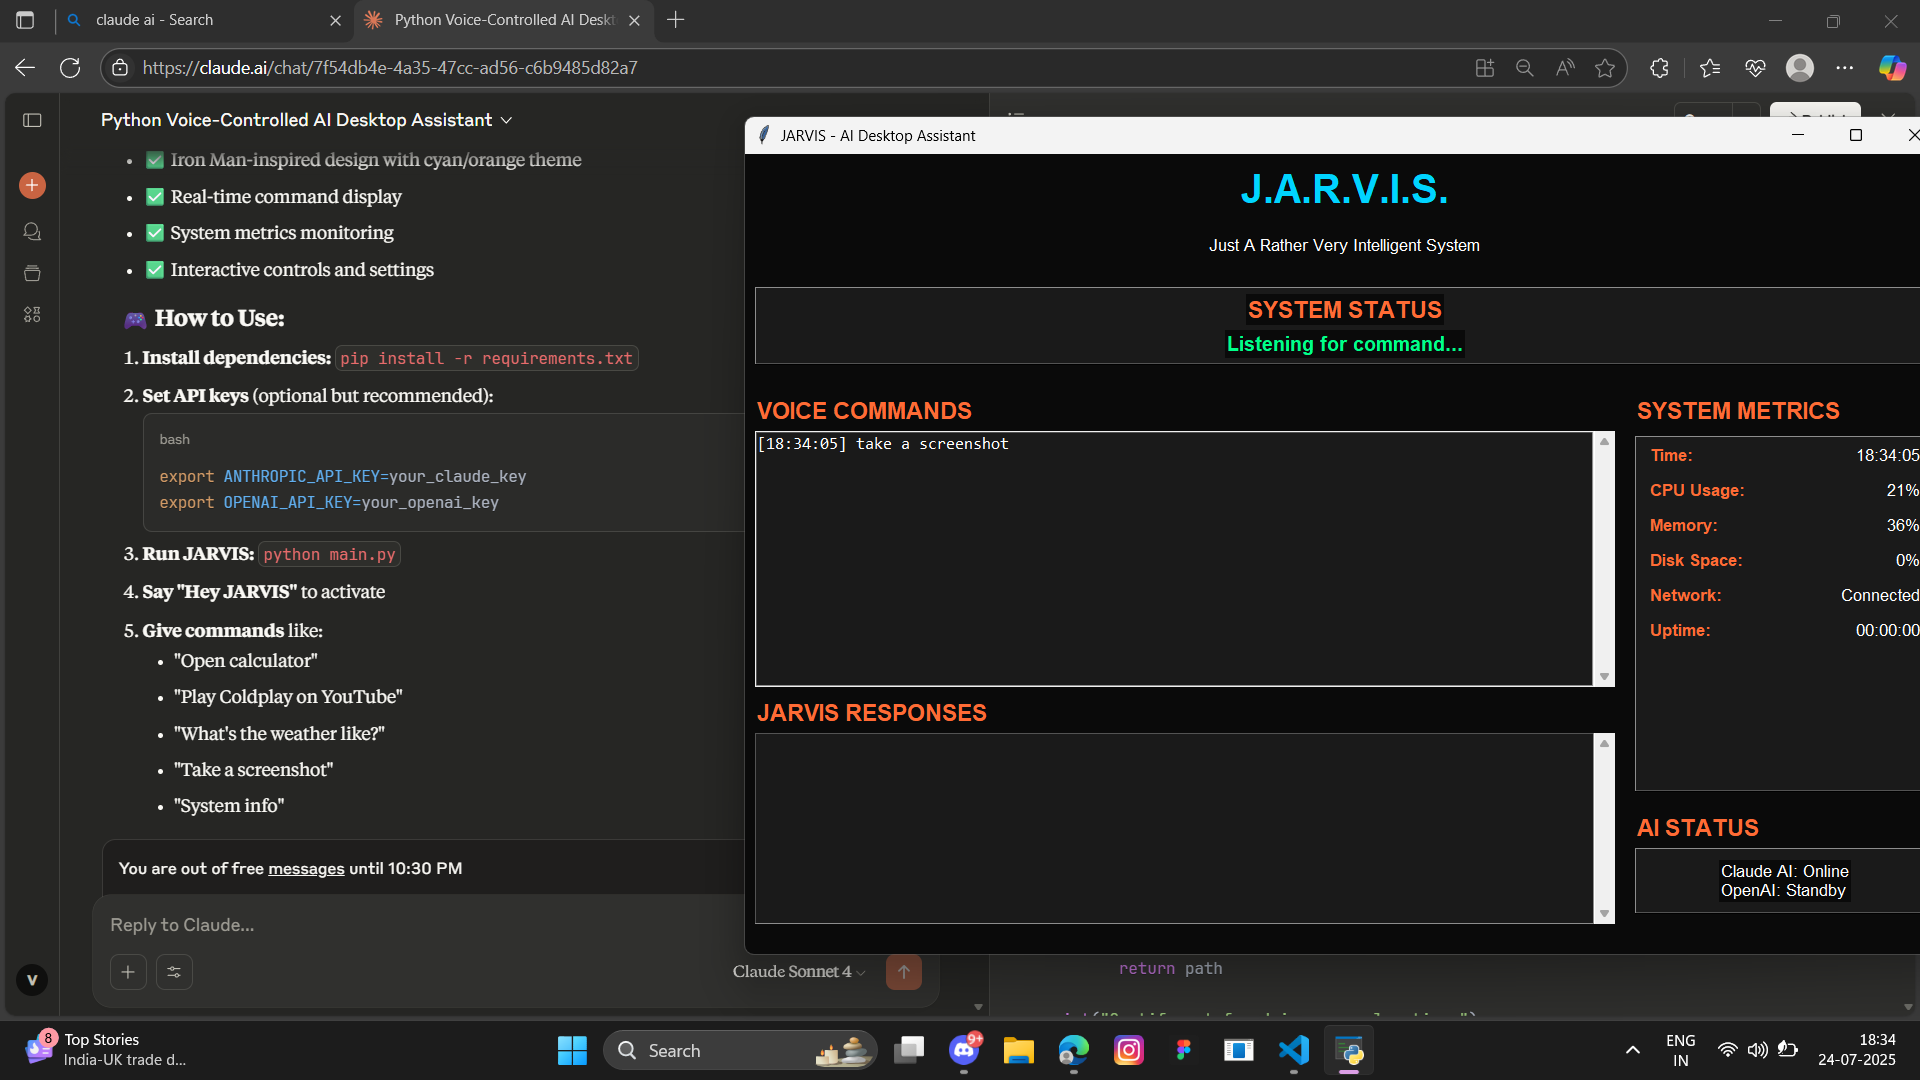 claude ai - Search
Python Voice-Controlled AI Deskt
https://claude.ai/chat/7f54db4e-4a35-47cc-ad56-c6b9485d82a7
Python Voice-Controlled AI Desktop Assistant
Iron Man-inspired design with cyan/orange theme
Real-time command display
System metrics monitoring
Interactive controls and settings
How to Use:
1. Install dependencies: pip install -r requirements.txt
2. Set API keys (optional but recommended):
bash
export ANTHROPIC_API_KEY=your_claude_key
export OPENAI_API_KEY=your_openai_key
3. Run JARVIS: python main.py
4. Say "Hey JARVIS" to activate
5. Give commands like:
"Open calculator"
"Play Coldplay on YouTube"
"What's the weather like?"
"Take a screenshot"
"System info"
You are out of free messages until 10:30 PM
Reply to Claude...
Claude Sonnet 4
V
JARVIS - AI Desktop Assistant
J.A.R.V.I.S.
Just A Rather Very Intelligent System
SYSTEM STATUS
Listening for command...
VOICE COMMANDS
[18:34:05] take a screenshot
JARVIS RESPONSES
SYSTEM METRICS
Time: 18:34:05
CPU Usage: 21%
Memory: 36%
Disk Space: 0%
Network: Connected
Uptime: 00:00:00
AI STATUS
Claude AI: Online
OpenAI: Standby
return path
8
Top Stories
India-UK trade d...
Search
9+
ENG
IN
18:34
24-07-2025